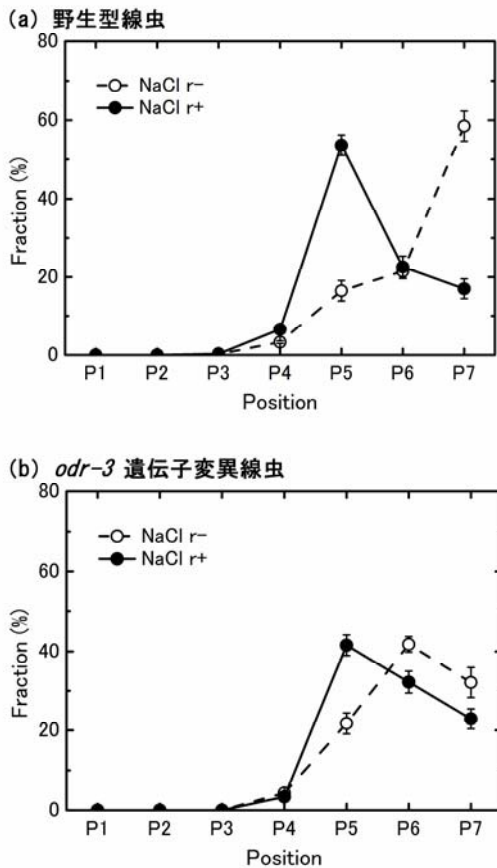 (a) 野生型線虫
80
60
40
20
0
Fraction (%)
NaCl r-
NaCl r+
P1 P2 P3 P4 P5 P6 P7
Position
(b) odr-3 遺伝子変異線虫
80
60
40
20
0
Fraction (%)
NaCl r-
NaCl r+
P1 P2 P3 P4 P5 P6 P7
Position